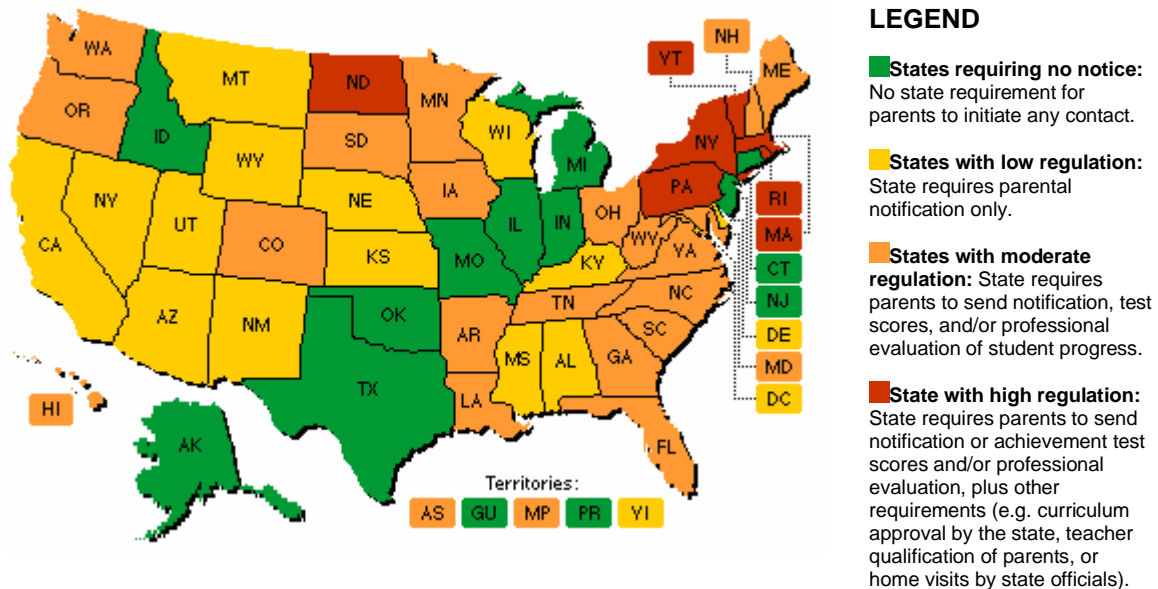 WA
OR
CA
ID
NV
MT
WY
UT
AZ
CO
NM
ND
SD
NE
KS
OK
TX
MN
IA
MO
AR
LA
WI
IL
MI
IN
OH
KY
TN
MS
AL
GA
FL
SC
NC
VA
WV
PA
NY
VT
NH
ME
RI
MA
CT
NJ
DE
MD
DC
HI
AK
Territories:
AS GU MP PR VI
LEGEND
States requiring no notice:
No state requirement for
parents to initiate any contact.
States with low regulation:
State requires parental
notification only.
States with moderate
regulation: State requires
parents to send notification, test
scores, and/or professional
evaluation of student progress.
State with high regulation:
State requires parents to send
notification or achievement test
scores and/or professional
evaluation, plus other
requirements (e.g. curriculum
approval by the state, teacher
qualification of parents, or
home visits by state officials).